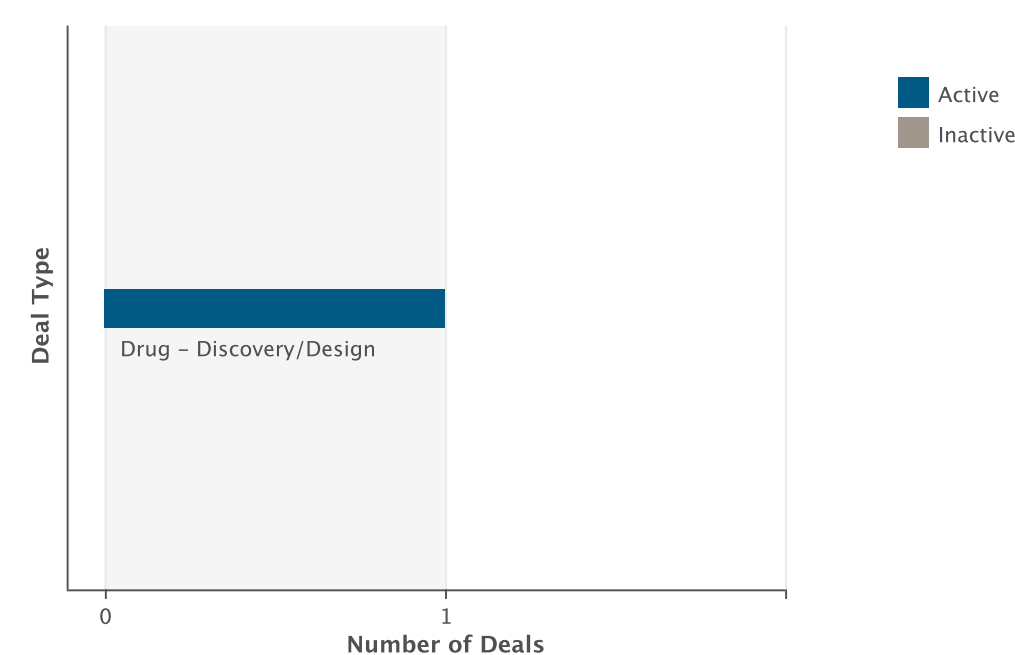 Active
Inactive
Deal Type
Drug – Discovery/Design
0
1
Number of Deals